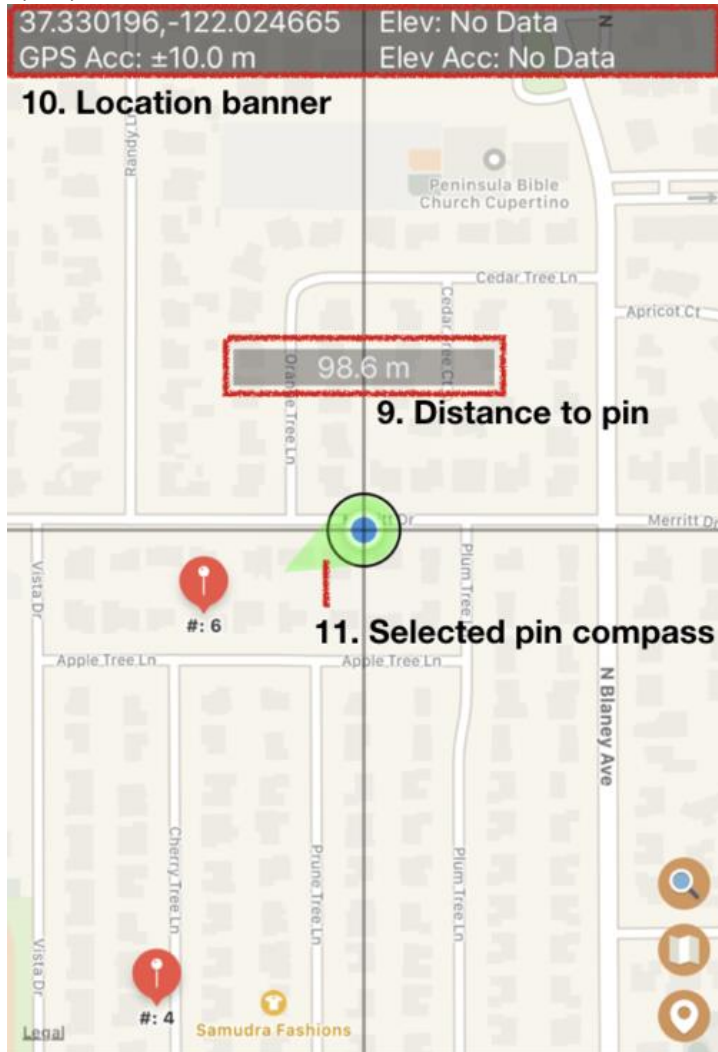 37.330196,-122.024665 Elev: No Data
GPS Acc: ±10.0 m Elev Acc: No Data
N
10. Location banner
Randy Ln
Peninsula Bible
Church Cupertino
Cedar Tree Ln
Cedar Tree Ct
Apricot Ct
98.6 m
Orange Tree Ln
9. Distance to pin
Dr
Merritt Dr
Vista Dr
Plum Tree
#: 6
11. Selected pin compass
Apple Tree Ln
Apple Tree Ln
N Blaney Ave
Cherry Tree Ln
Prune Tree Ln
Plum Tree Ln
Vista Dr
#: 4
Samudra Fashions
Legal